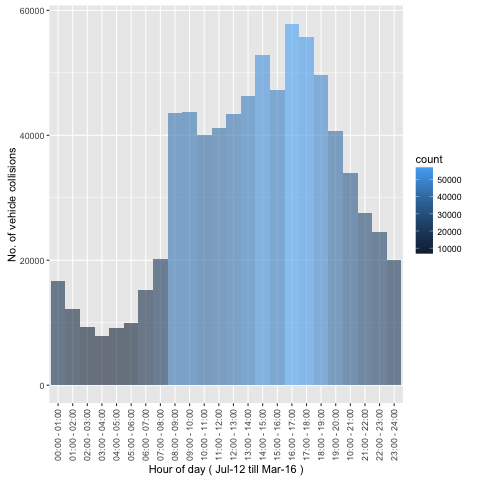 60000
40000
20000
0
No. of vehicle collisions
00:00 - 01:00
01:00 - 02:00
02:00 - 03:00
03:00 - 04:00
04:00 - 05:00
05:00 - 06:00
06:00 - 07:00
07:00 - 08:00
08:00 - 09:00
09:00 - 10:00
10:00 - 11:00
11:00 - 12:00
12:00 - 13:00
13:00 - 14:00
14:00 - 15:00
15:00 - 16:00
16:00 - 17:00
17:00 - 18:00
18:00 - 19:00
19:00 - 20:00
10:00 - 21:00
21:00 - 22:00
22:00 - 23:00
23:00 - 24:00
Hour of day ( Jul-12 till Mar-16 )
count
50000
40000
30000
20000
10000